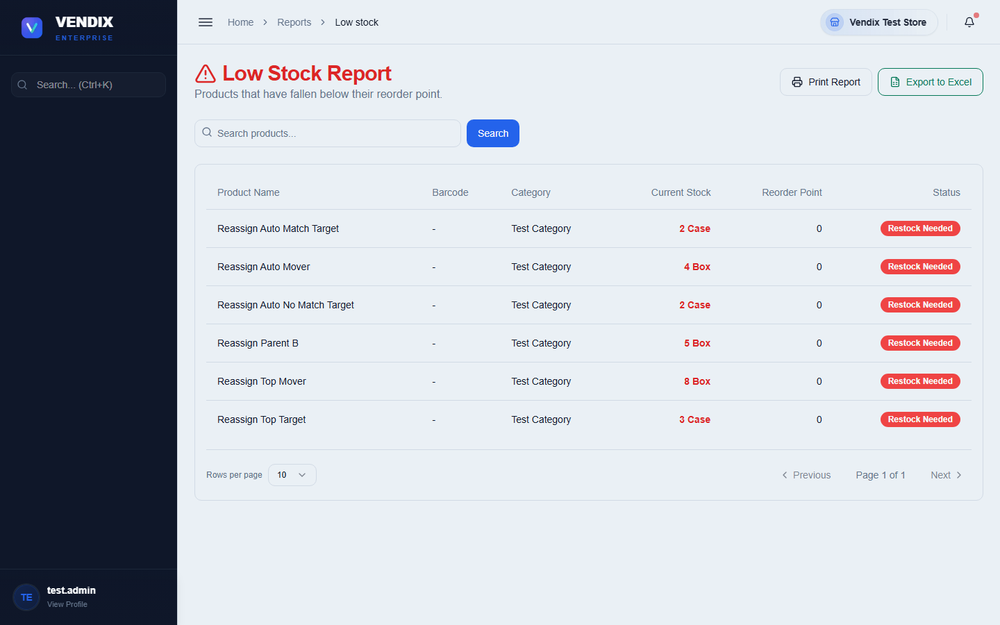 VENDIX
ENTERPRISE
Search... (Ctrl+K)
Home
Reports
Low stock
Vendix Test Store
Low Stock Report
Products that have fallen below their reorder point.
Print Report
Export to Excel
Search products...
Search
Product Name Barcode Category Current Stock Reorder Point Status
Reassign Auto Match Target - Test Category 2 Case 0 Restock Needed
Reassign Auto Mover - Test Category 4 Box 0 Restock Needed
Reassign Auto No Match Target - Test Category 2 Case 0 Restock Needed
Reassign Parent B - Test Category 5 Box 0 Restock Needed
Reassign Top Mover - Test Category 8 Box 0 Restock Needed
Reassign Top Target - Test Category 3 Case 0 Restock Needed
Rows per page 10 Previous Page 1 of 1 Next
TE
test.admin
View Profile